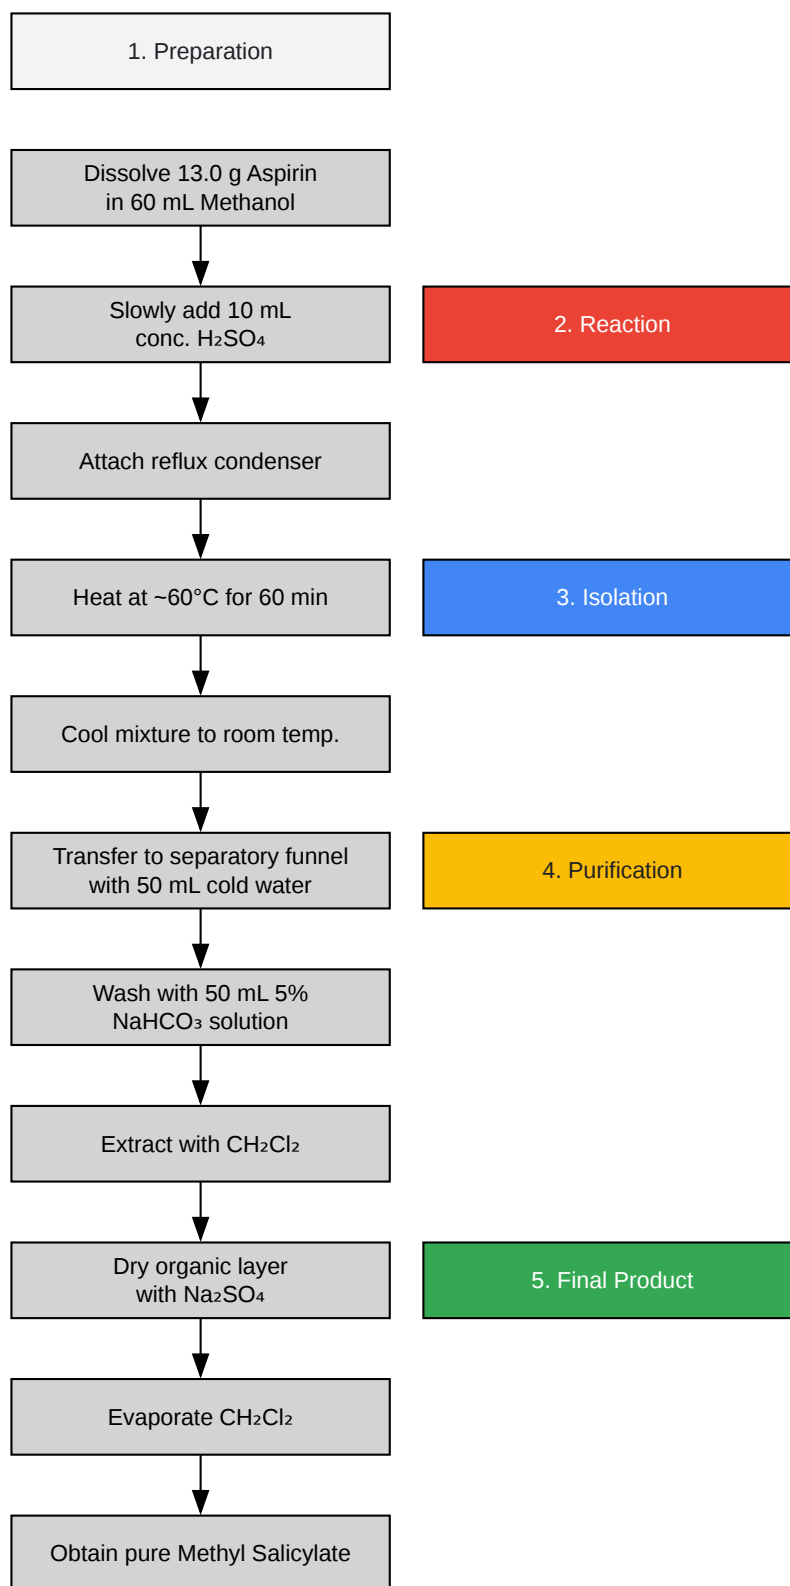 1. Preparation
Dissolve 13.0 g Aspirin
in 60 mL Methanol
Slowly add 10 mL
conc. H₂SO₄
2. Reaction
Attach reflux condenser
Heat at ~60°C for 60 min
3. Isolation
Cool mixture to room temp.
Transfer to separatory funnel
with 50 mL cold water
4. Purification
Wash with 50 mL 5%
NaHCO₃ solution
Extract with CH₂Cl₂
Dry organic layer
with Na₂SO₄
5. Final Product
Evaporate CH₂Cl₂
Obtain pure Methyl Salicylate